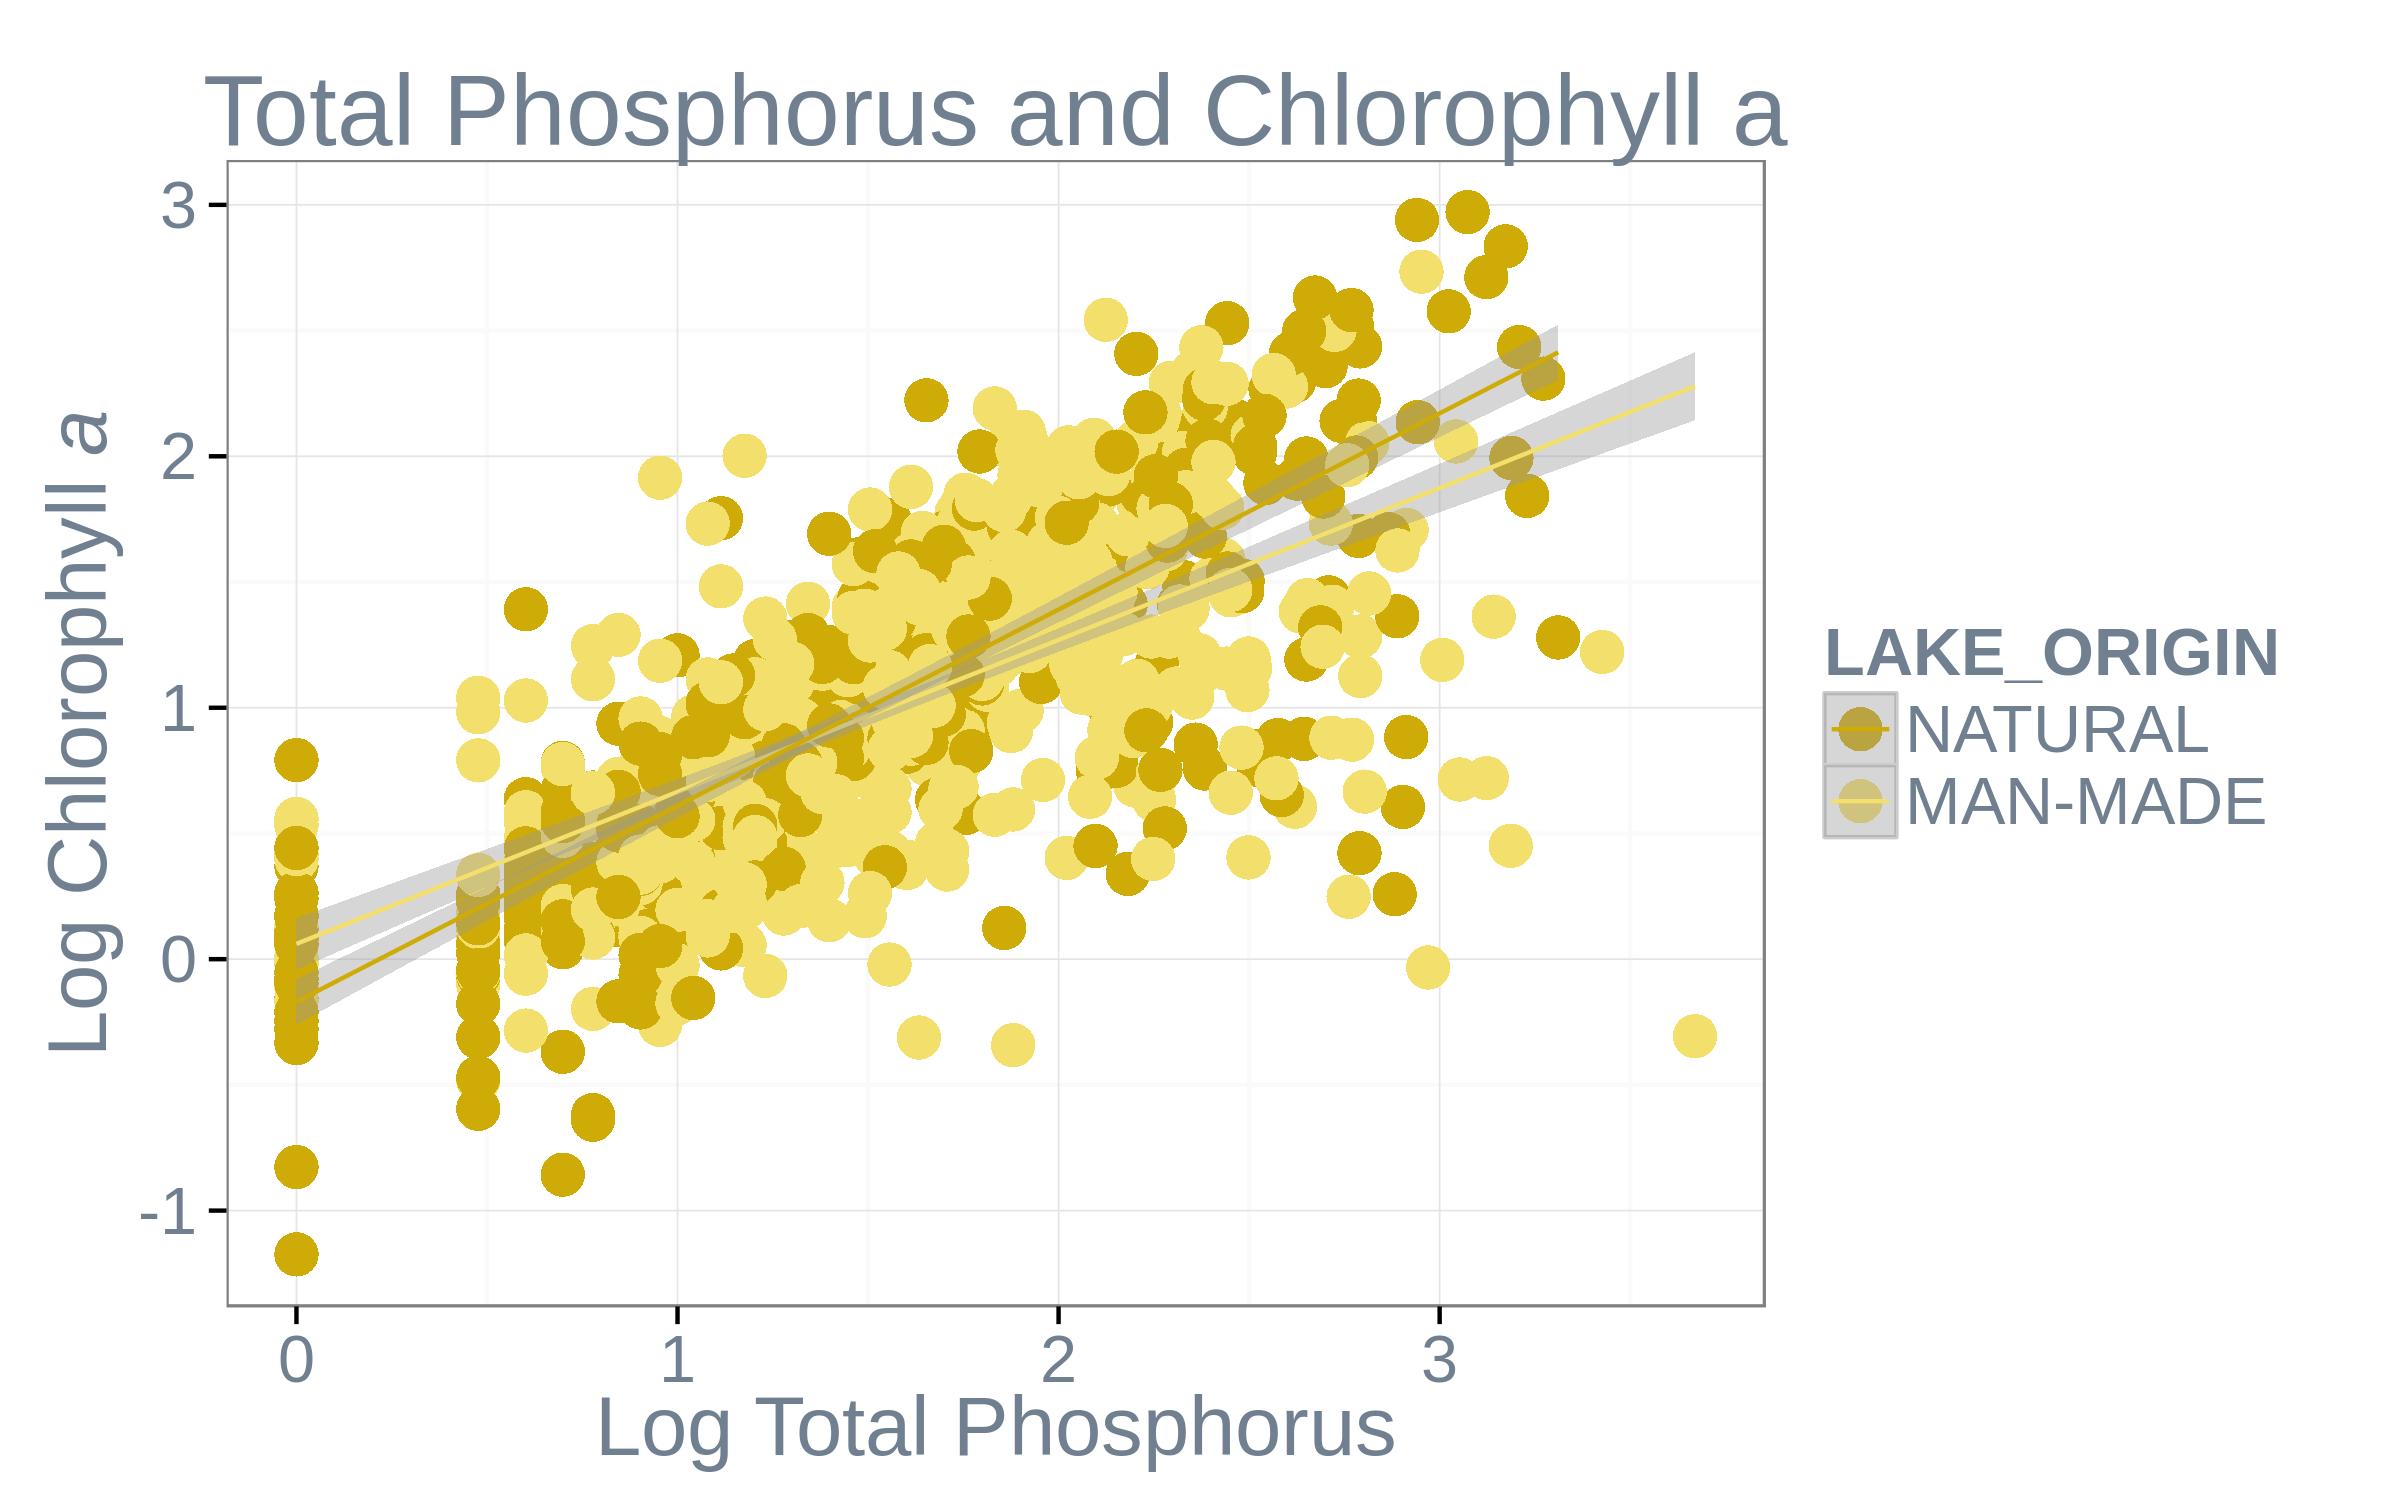 Total Phosphorus and Chlorophyll a
Log Chlorophyll a
3
2
1
0
-1
0 1 2 3
Log Total Phosphorus
LAKE_ORIGIN
NATURAL
MAN-MADE